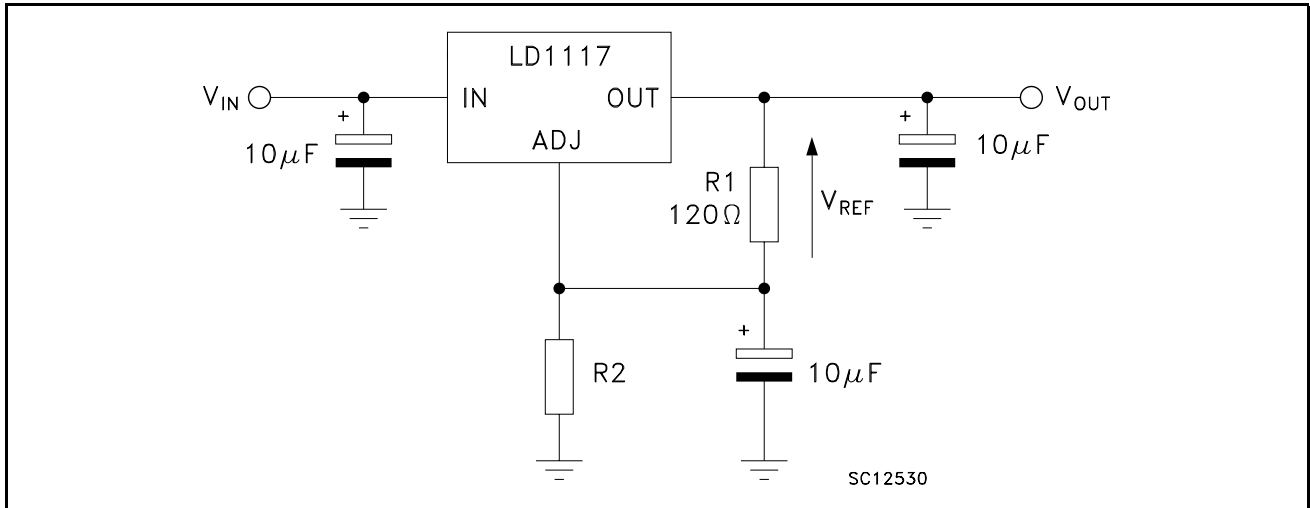 LD1117
V_IN
IN
OUT
V_OUT
+
10μF
ADJ
R1
120Ω
V_REF
+
10μF
R2
+
10μF
SC12530